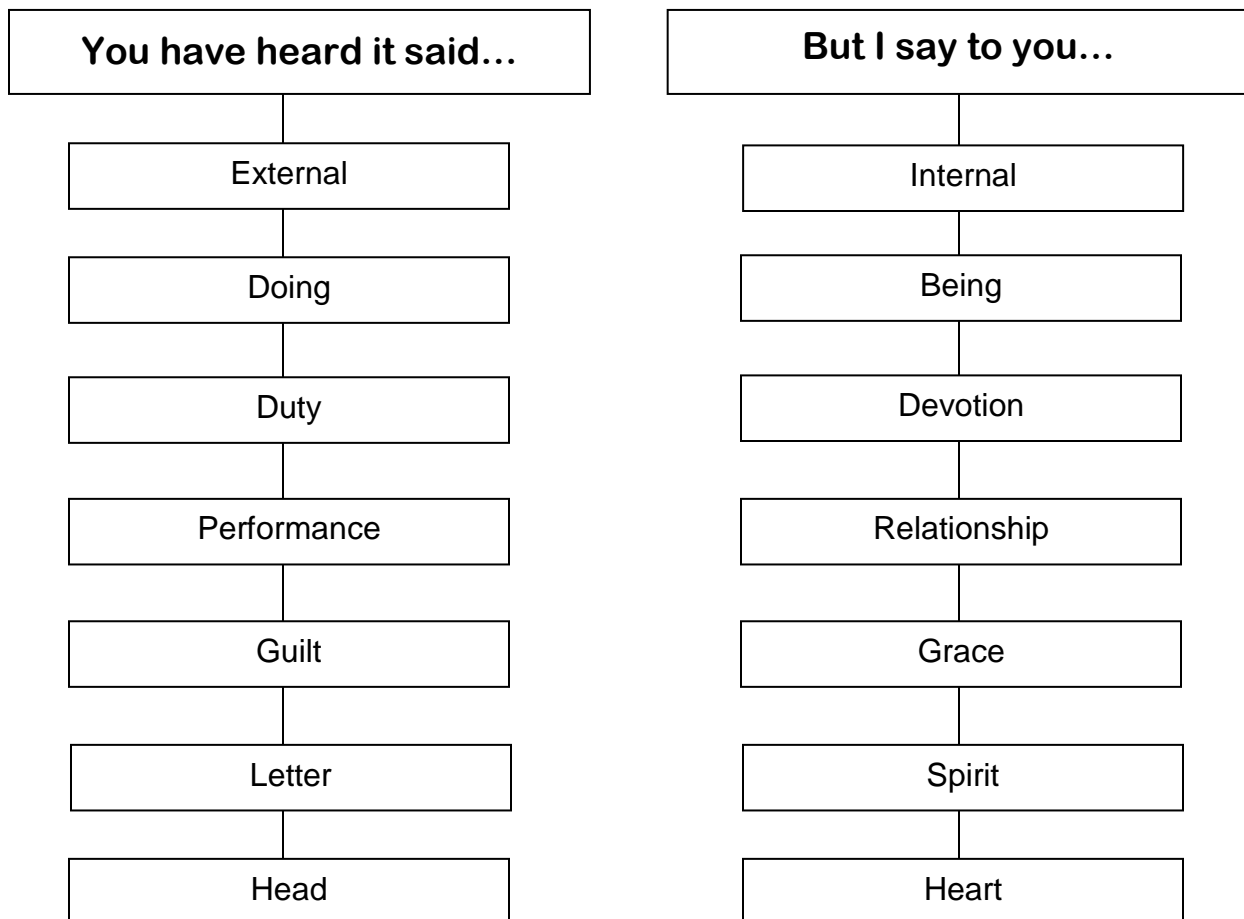 You have heard it said…
External
Doing
Duty
Performance
Guilt
Letter
Head
But I say to you…
Internal
Being
Devotion
Relationship
Grace
Spirit
Heart